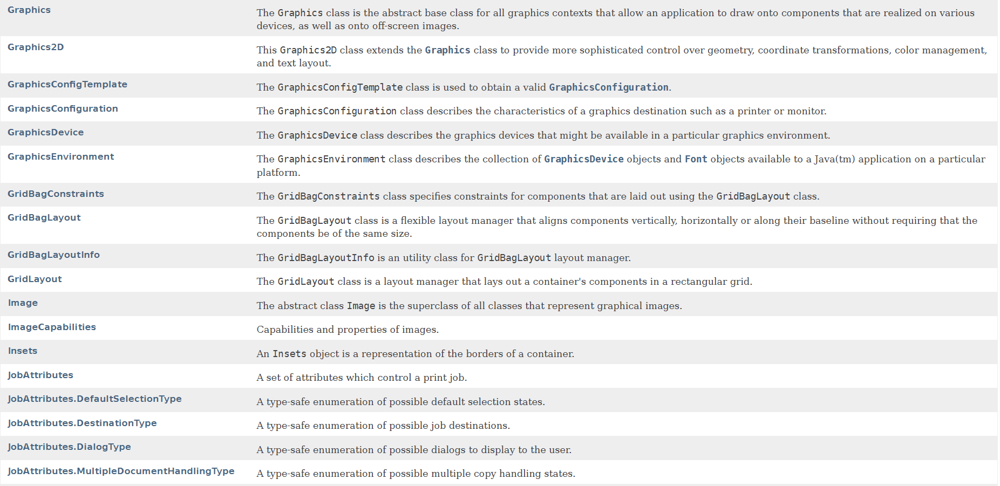 Graphics
The Graphics class is the abstract base class for all graphics contexts that allow an application to draw onto components that are realized on various
devices, as well as onto off-screen images.
Graphics2D
This Graphics2D class extends the Graphics class to provide more sophisticated control over geometry, coordinate transformations, color management,
and text layout.
GraphicsConfigTemplate
The GraphicsConfigTemplate class is used to obtain a valid GraphicsConfiguration.
GraphicsConfiguration
The GraphicsConfiguration class describes the characteristics of a graphics destination such as a printer or monitor.
GraphicsDevice
The GraphicsDevice class describes the graphics devices that might be available in a particular graphics environment.
GraphicsEnvironment
The GraphicsEnvironment class describes the collection of GraphicsDevice objects and Font objects available to a Java(tm) application on a particular
platform.
GridBagConstraints
The GridBagConstraints class specifies constraints for components that are laid out using the GridBagLayout class.
GridBagLayout
The GridBagLayout class is a flexible layout manager that aligns components vertically, horizontally or along their baseline without requiring that the
components be of the same size.
GridBagLayoutInfo
The GridBagLayoutInfo is an utility class for GridBagLayout layout manager.
GridLayout
The GridLayout class is a layout manager that lays out a container's components in a rectangular grid.
Image
The abstract class Image is the superclass of all classes that represent graphical images.
ImageCapabilities
Capabilities and properties of images.
Insets
An Insets object is a representation of the borders of a container.
JobAttributes
A set of attributes which control a print job.
JobAttributes.DefaultSelectionType
A type-safe enumeration of possible default selection states.
JobAttributes.DestinationType
A type-safe enumeration of possible job destinations.
JobAttributes.DialogType
A type-safe enumeration of possible dialogs to display to the user.
JobAttributes.MultipleDocumentHandlingType
A type-safe enumeration of possible multiple copy handling states.